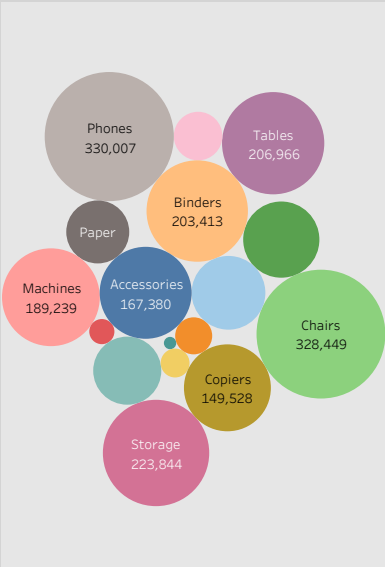 Phones
330,007
Tables
206,966
Binders
203,413
Paper
Accessories
167,380
Machines
189,239
Chairs
328,449
Copiers
149,528
Storage
223,844